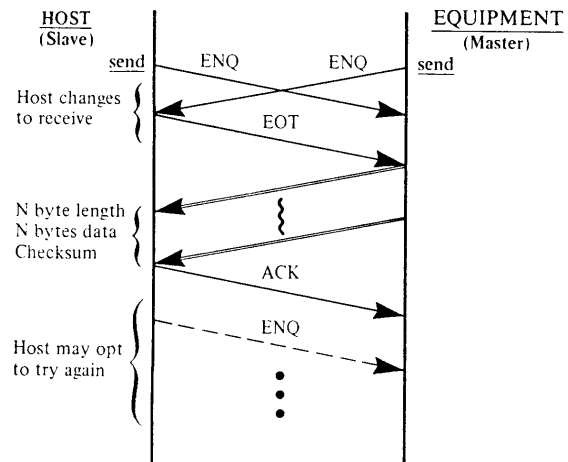 HOST
(Slave)
EQUIPMENT
(Master)
send
ENQ
ENQ
send
Host changes
to receive
EOT
N byte length
N bytes data
Checksum
ACK
ENQ
Host may opt
to try again